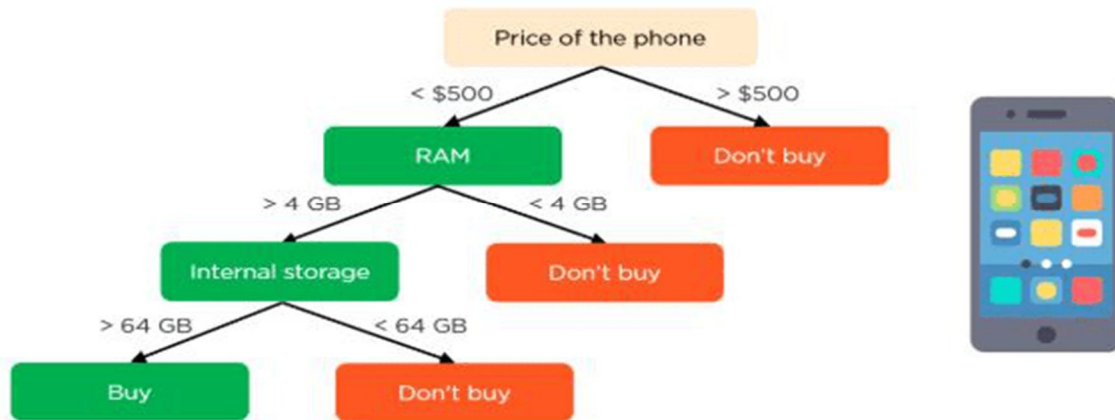 Price of the phone
< $500
> $500
RAM
Don't buy
> 4 GB
< 4 GB
Internal storage
Don't buy
> 64 GB
< 64 GB
Buy
Don't buy